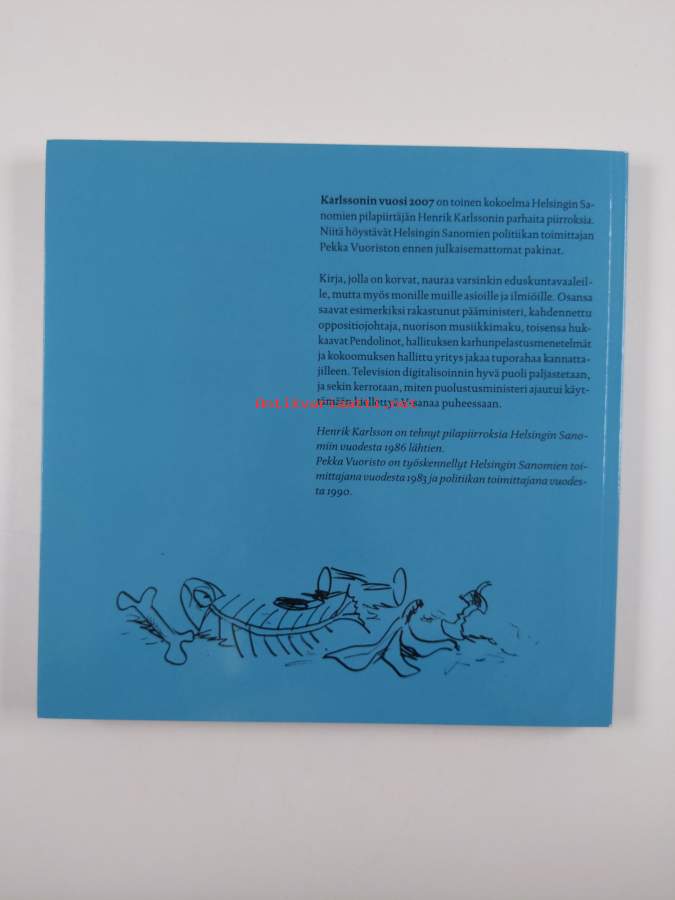 Karlssonin vuosi 2007 on toinen kokoelma Helsingin Sa-
nomien pilapiirtäjän Henrik Karlssonin parhaita piirroksia.
Niitä höystävät Helsingin Sanomien politiikan toimittajan
Pekka Vuoriston ennen julkaisemattomat pakinat.
Kirja, jolla on korvat, nauraa varsinkin eduskuntavaaleil-
le, mutta myös monille muille asioille ja ilmiöille. Osansa
saavat esimerkiksi rakastunut pääministeri, kahdennettu
oppositiojohtaja, nuorison musiikkimaku, toisensa huk-
kaavat Pendolinot, hallituksen karhunpelastusmenetelmät
ja kokoomuksen hallittu yritys jakaa tuporahaa kannatta-
jilleen. Television digitalisoinnin hyvä puoli paljastetaan,
ja sekin kerrotaan, miten puolustusministeri ajautui käyt-
tämään kiellettyä sanaa puheessaan.
Henrik Karlsson on tehnyt pilapiirroksia Helsingin Sano-
miin vuodesta 1986 lähtien.
Pekka Vuoristo on työskennellyt Helsingin Sanomien toi-
mittajana vuodesta 1983 ja politiikan toimittajana vuodes-
ta 1990.